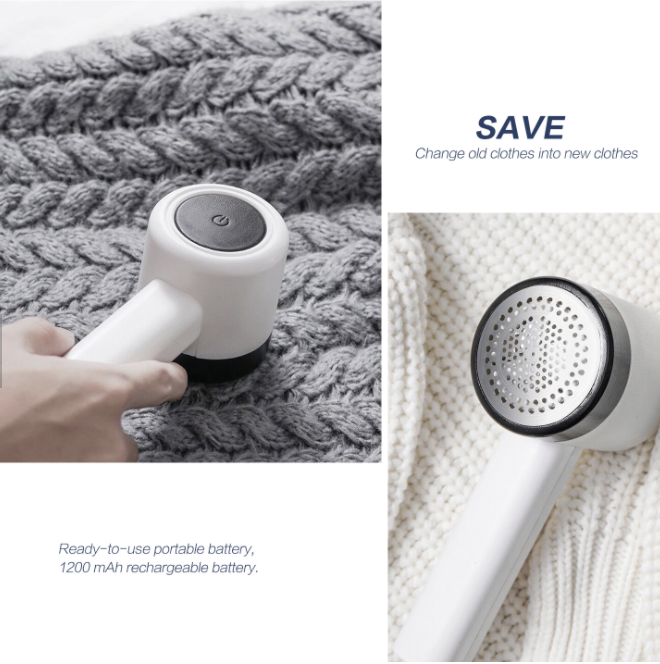 SAVE
Change old clothes into new clothes
Ready-to-use portable battery,
1200 mAh rechargeable battery.